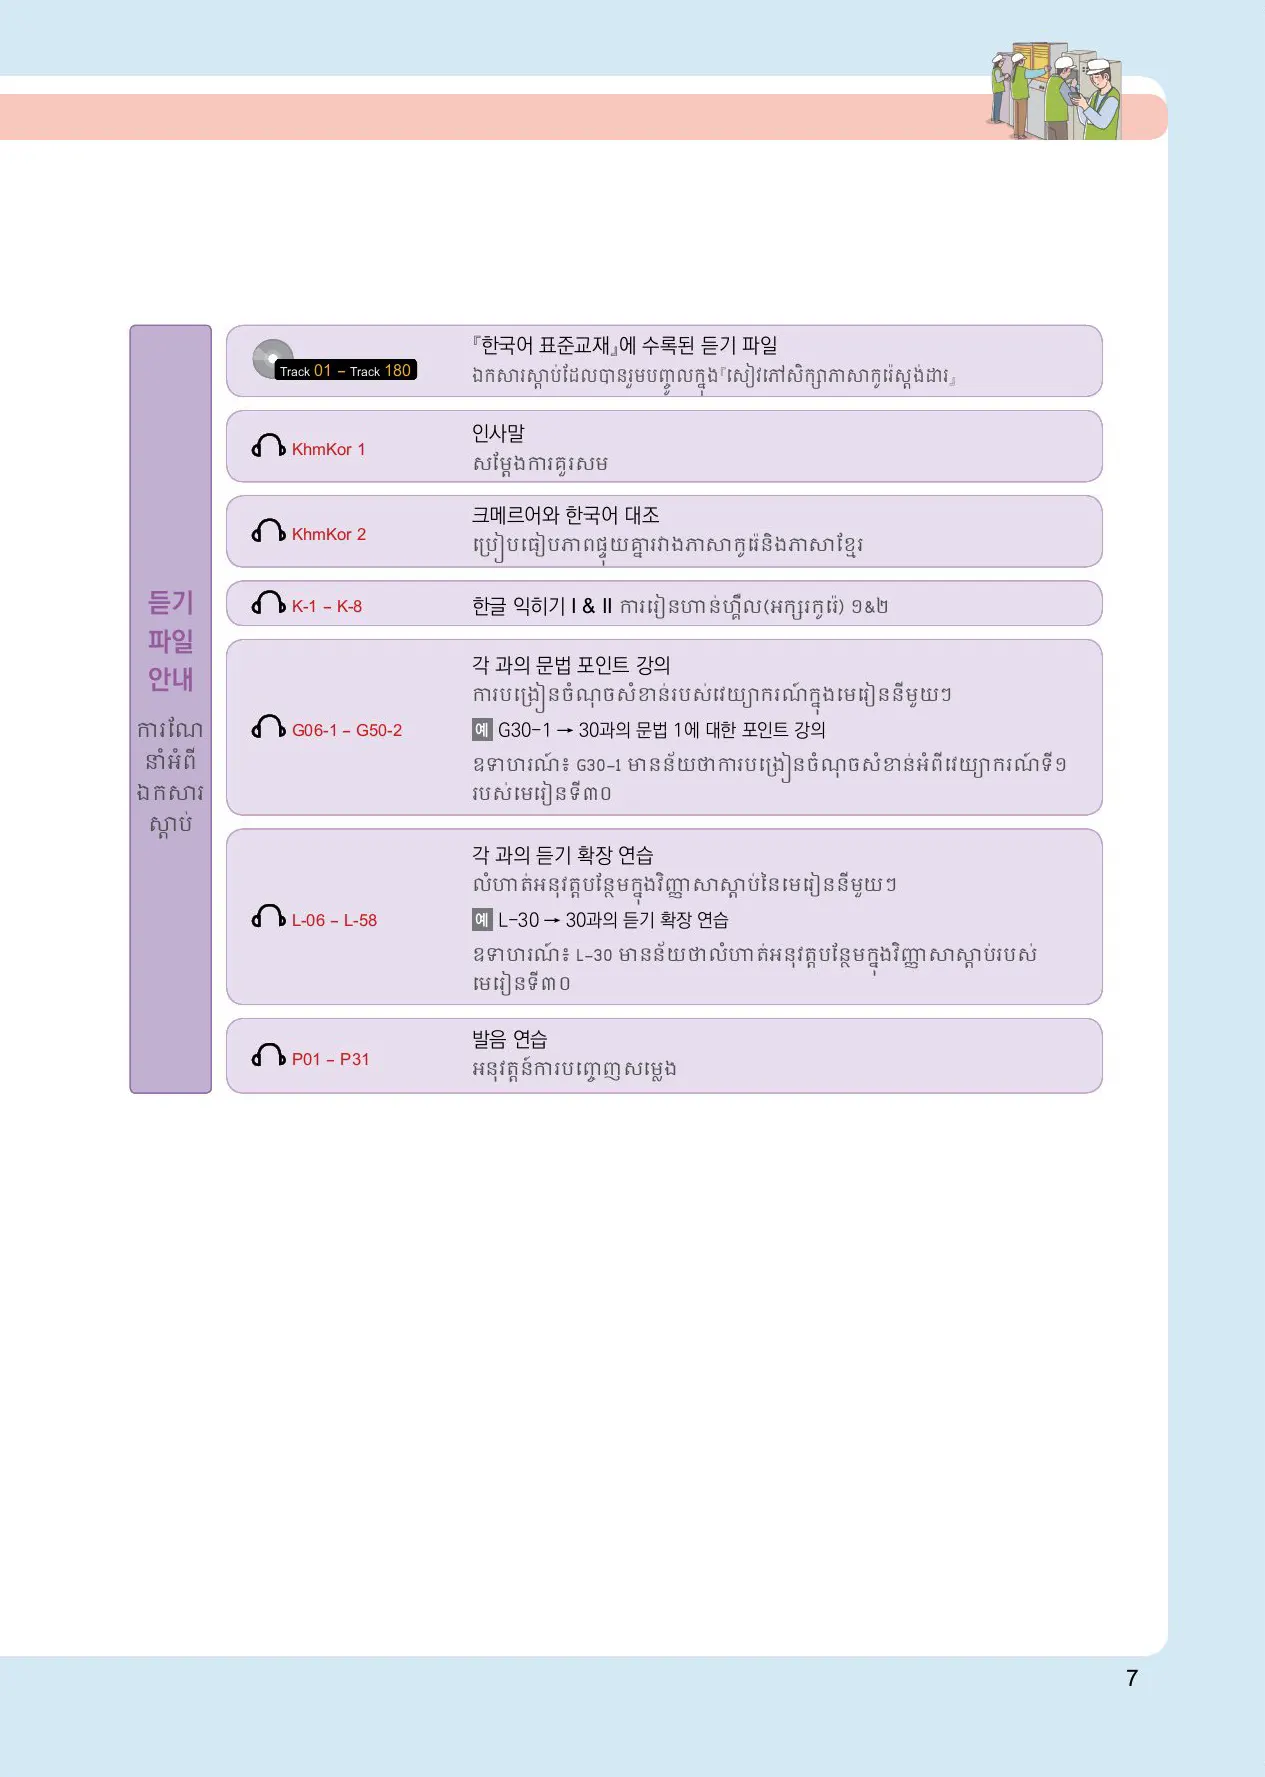 듣기
파일
안내
ការណែ
នាំអំពី
ឯកសារ
ស្តាប់
Track 01 – Track 180
『한국어 표준교재』에 수록된 듣기 파일
ឯកសារស្តាប់ដែលបានរួមបញ្ចូលក្នុង『សៀវភៅសិក្សាភាសាកូរ៉េស្តង់ដារ』
KhmKor 1
인사말
សម្តែងការគួរសម
KhmKor 2
크메르어와 한국어 대조
ប្រៀបធៀបភាពផ្ទុយគ្នារវាងភាសាកូរ៉េនិងភាសាខ្មែរ
K-1 – K-8
한글 익히기 I & II ការរៀនហាន់ហ្គឺល(អក្សរកូរ៉េ) ១&២
G06-1 – G50-2
각 과의 문법 포인트 강의
ការបង្រៀនចំណុចសំខាន់របស់វេយ្យាករណ៍ក្នុងមេរៀននីមួយៗ
예 G30-1 → 30과의 문법 1에 대한 포인트 강의
ឧទាហរណ៍៖ G30-1 មានន័យថាការបង្រៀនចំណុចសំខាន់អំពីវេយ្យាករណ៍ទី១
របស់មេរៀនទី៣០
L-06 – L-58
각 과의 듣기 확장 연습
លំហាត់អនុវត្តបន្ថែមក្នុងវិញ្ញាសាស្តាប់នៃមេរៀននីមួយៗ
예 L-30 → 30과의 듣기 확장 연습
ឧទាហរណ៍៖ L-30 មានន័យថាលំហាត់អនុវត្តបន្ថែមក្នុងវិញ្ញាសាស្តាប់របស់
មេរៀនទី៣០
P01 – P31
발음 연습
អនុវត្តន៍ការបញ្ចេញសម្លេង
7